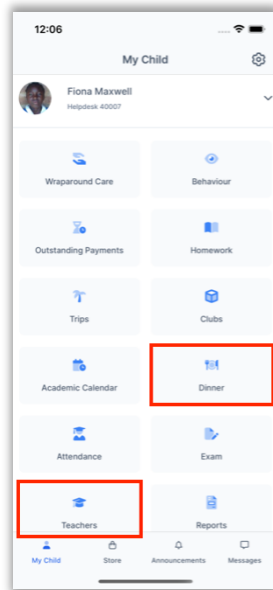 12:06
My Child
Fiona Maxwell
Helpdesk 40007
Wraparound Care Behaviour
Outstanding Payments Homework
Trips Clubs
Academic Calendar Dinner
Attendance Exam
Teachers Reports
My Child Store Announcements Messages